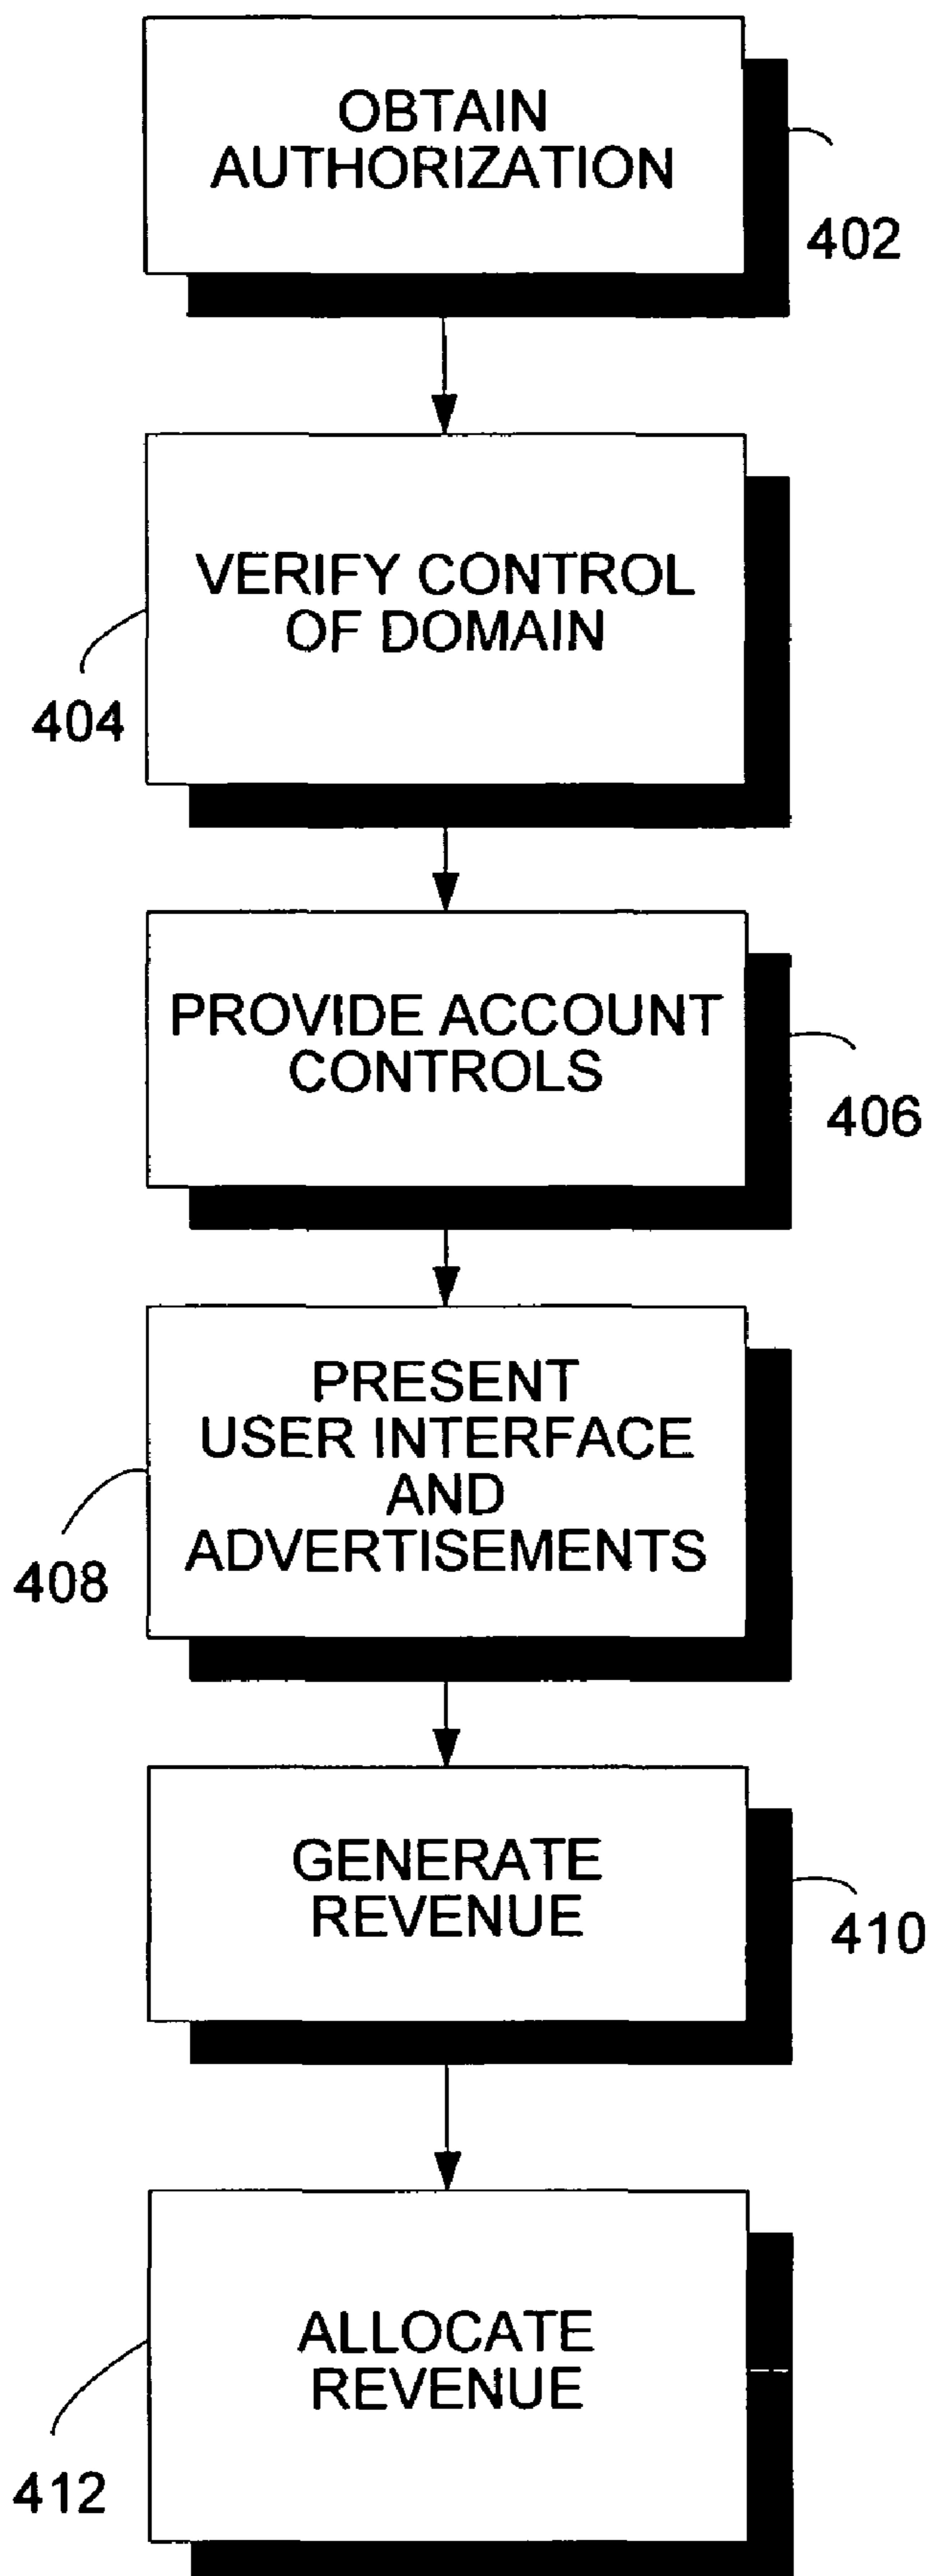 OBTAIN
AUTHORIZATION
402
VERIFY CONTROL
OF DOMAIN
404
PROVIDE ACCOUNT
CONTROLS
406
PRESENT
USER INTERFACE
AND
ADVERTISEMENTS
408
GENERATE
REVENUE
410
ALLOCATE
REVENUE
412